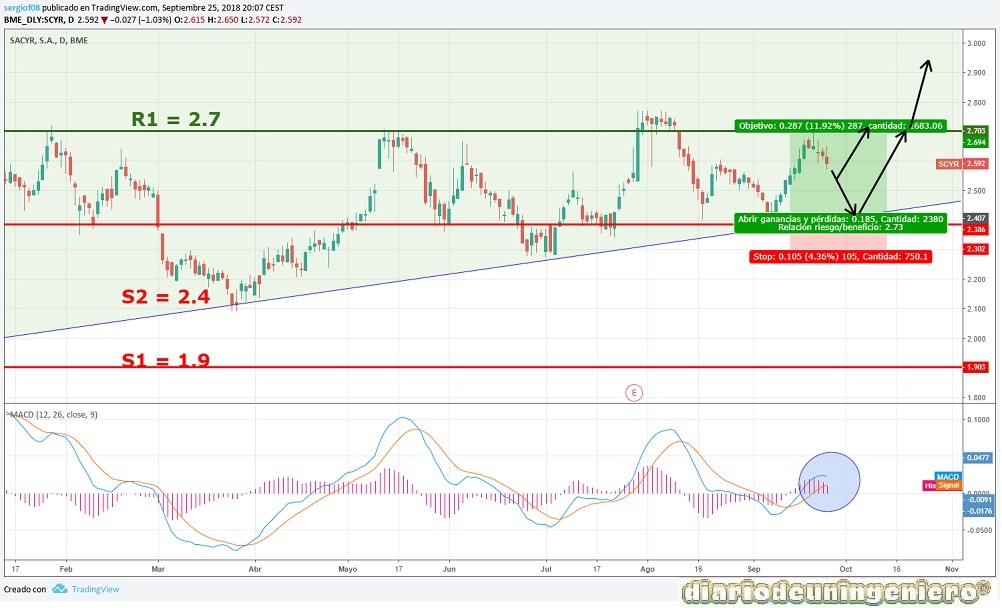 sergiof08 publicado en TradingView.com, Septiembre 25, 2018 20:07 CEST
BME_DLY:SCYR, D 2.592 ▼ −0.027 (−1.03%) O: 2.615 H: 2.650 L: 2.572 C: 2.592
SACYR, S.A., D, BME
3.000
2.900
2.800
R1 = 2.7
Objetivo: 0.287 (11.92%) 287, cantidad: 1683.06
2.703
2.694
SCYR
2.592
2.500
Abrir ganancias y pérdidas: 0.185, Cantidad: 2380
Relación riesgo/beneficio: 2.73
2.407
2.386
2.302
Stop: 0.105 (4.36%) 105, Cantidad: 750.1
2.200
S2 = 2.4
2.100
2.000
S1 = 1.9
1.903
E
1.800
MACD (12, 26, close, 9)
0.1000
0.0477
MACD
His
Signal
0.0000
-0.0091
-0.0176
-0.0500
17 Feb Mar Abr Mayo 17 Jun Jul 17 Ago 16 Sep Oct 16 Nov
Creado con TradingView
diariodeuningeniero